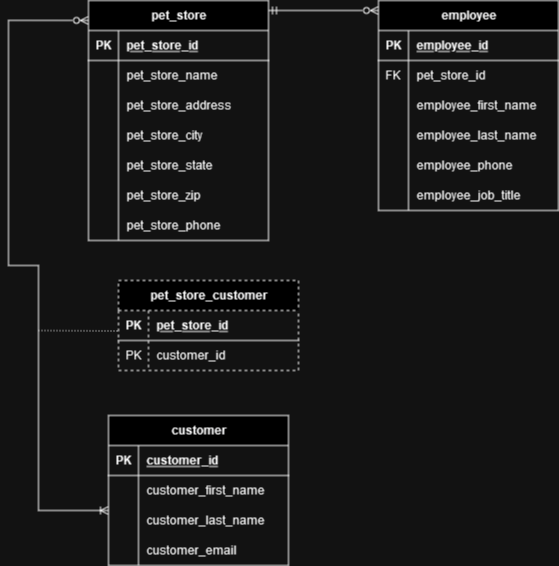 pet_store
PK pet_store_id
pet_store_name
pet_store_address
pet_store_city
pet_store_state
pet_store_zip
pet_store_phone
employee
PK employee_id
FK pet_store_id
employee_first_name
employee_last_name
employee_phone
employee_job_title
pet_store_customer
PK pet_store_id
PK customer_id
customer
PK customer_id
customer_first_name
customer_last_name
customer_email